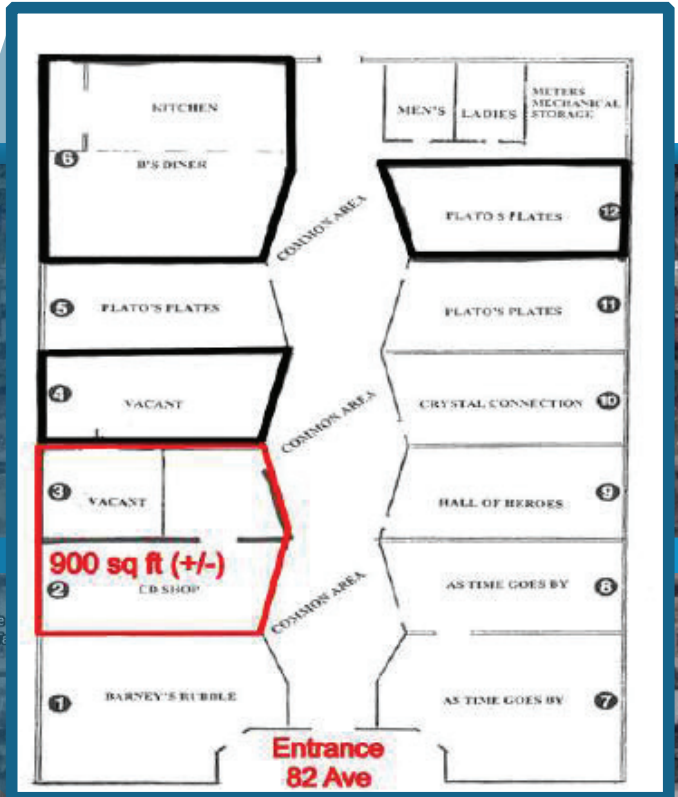 KITCHEN
6
B'S DINER
MEN'S
LADIES
METERS
MECHANICAL
STORAGE
COMMON AREA
PLATO'S PLATES
12
5
PLATO'S PLATES
PLATO'S PLATES
11
4
VACANT
COMMON AREA
CRYSTAL CONNECTION
10
3
VACANT
HALL OF HEROES
9
900 sq ft (+/-)
2
CD SHOP
COMMON AREA
AS TIME GOES BY
8
1
BARNEY'S RUBBLE
AS TIME GOES BY
7
Entrance
82 Ave